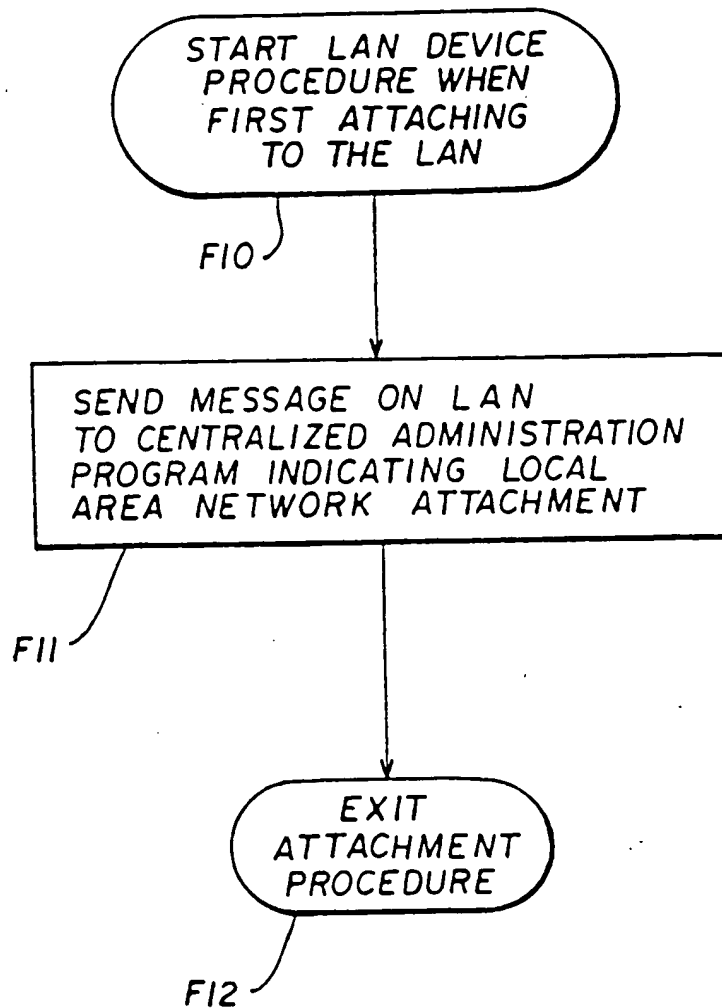 START LAN DEVICE
PROCEDURE WHEN
FIRST ATTACHING
TO THE LAN
F10
SEND MESSAGE ON LAN
TO CENTRALIZED ADMINISTRATION
PROGRAM INDICATING LOCAL
AREA NETWORK ATTACHMENT
F11
EXIT
ATTACHMENT
PROCEDURE
F12